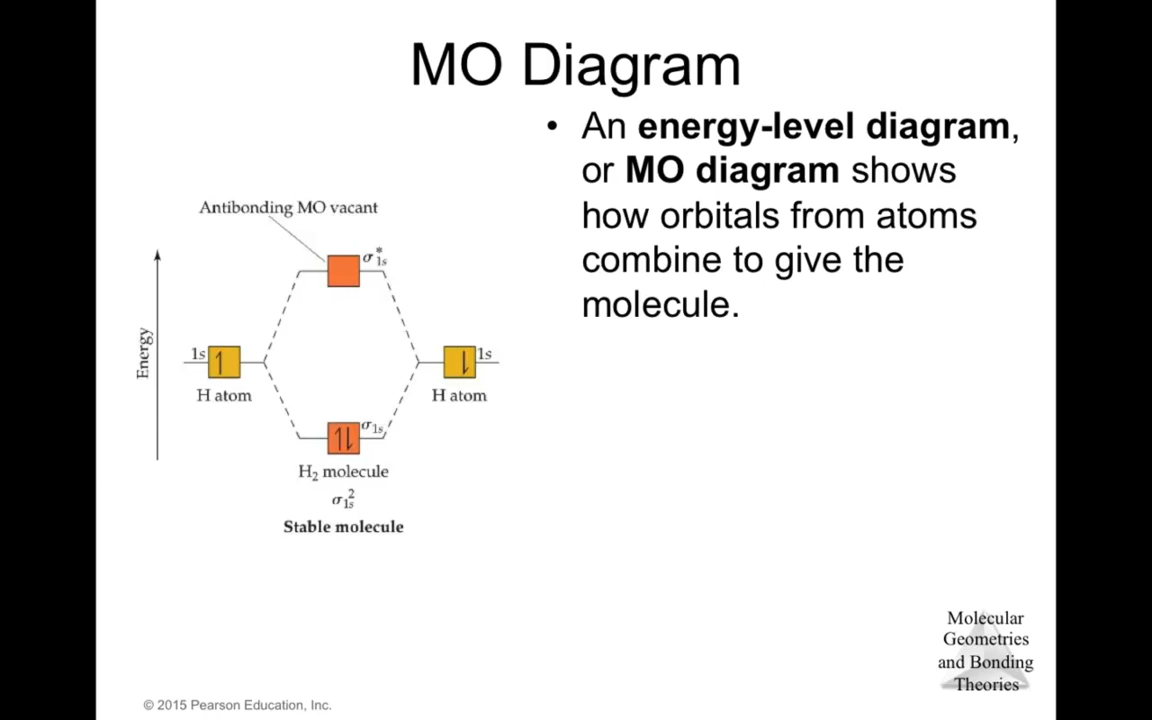 MO Diagram
• An energy-level diagram,
or MO diagram shows
how orbitals from atoms
combine to give the
molecule.
Antibonding MO vacant
σ*1s
Energy
1s
1s
H atom
H atom
σ1s
H₂ molecule
σ1s²
Stable molecule
Molecular
Geometries
and Bonding
Theories
© 2015 Pearson Education, Inc.